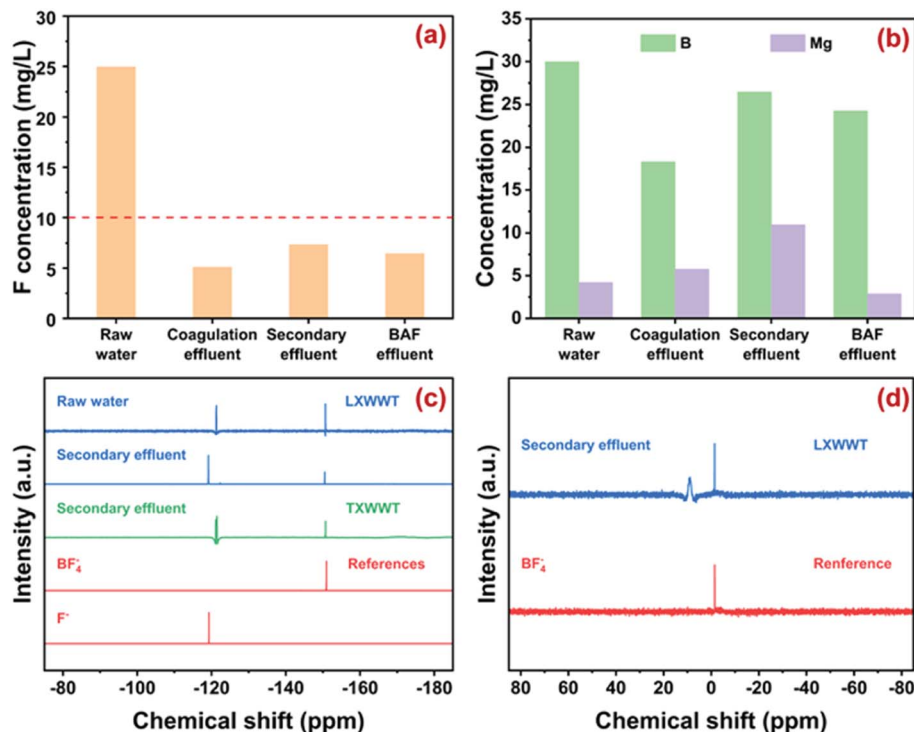 (a)
F concentration (mg/L)
30
25
20
15
10
5
0
Raw water
Coagulation effluent
Secondary effluent
BAF effluent
(b)
B
Mg
Concentration (mg/L)
35
30
25
20
15
10
5
0
Raw water
Coagulation effluent
Secondary effluent
BAF effluent
(c)
Raw water LXWWT
Secondary effluent
Secondary effluent TXWWT
BF₄⁻ References
F⁻
Intensity (a.u.)
-80 -100 -120 -140 -160 -180
Chemical shift (ppm)
(d)
Secondary effluent LXWWT
BF₄⁻ Renference
Intensity (a.u.)
80 60 40 20 0 -20 -40 -60 -80
Chemical shift (ppm)